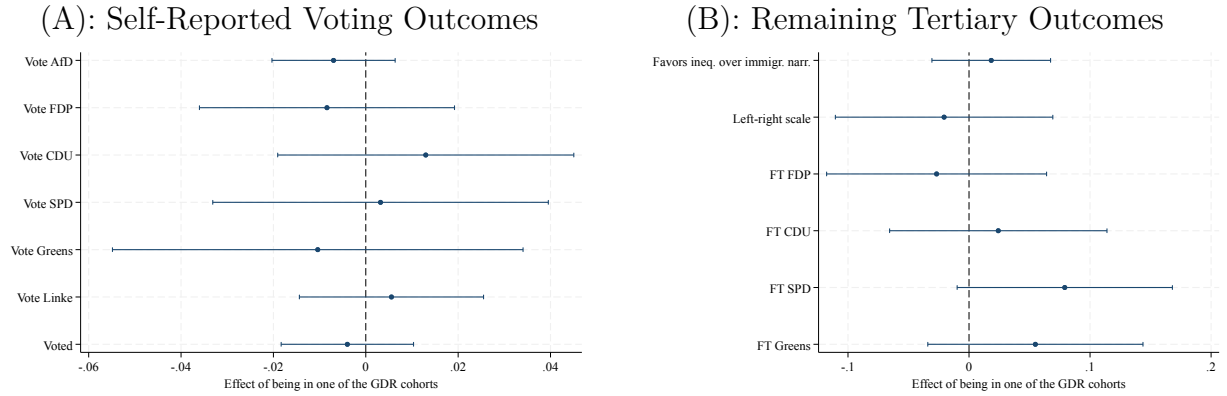 (A): Self-Reported Voting Outcomes
Vote AfD
Vote FDP
Vote CDU
Vote SPD
Vote Greens
Vote Linke
Voted
-.06 -.04 -.02 0 .02 .04
Effect of being in one of the GDR cohorts
(B): Remaining Tertiary Outcomes
Favors ineq. over immigr. narr.
Left-right scale
FT FDP
FT CDU
FT SPD
FT Greens
-.1 0 .1 .2
Effect of being in one of the GDR cohorts